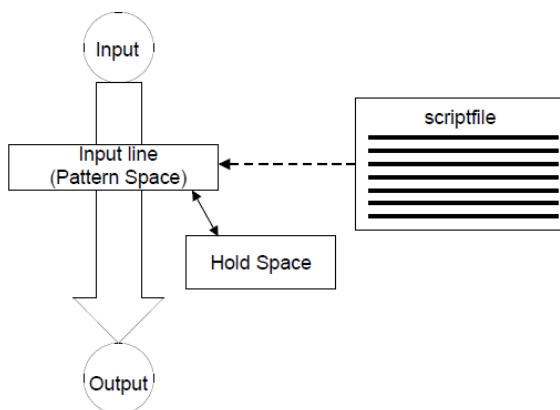 Input
scriptfile
Input line
(Pattern Space)
Hold Space
Output